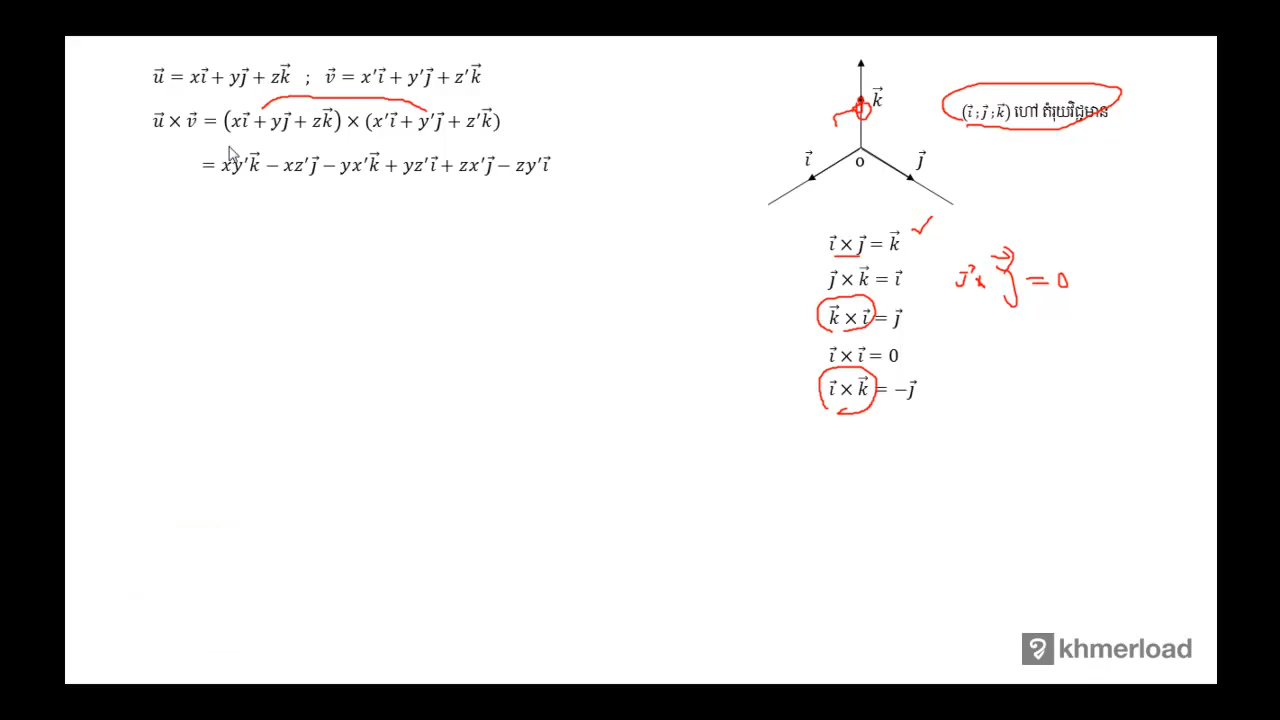 u⃗ = xi⃗ + yj⃗ + zk⃗ ; v⃗ = x′i⃗ + y′j⃗ + z′k⃗
u⃗ × v⃗ = (xi⃗ + yj⃗ + zk⃗) × (x′i⃗ + y′j⃗ + z′k⃗)
= xy′k⃗ − xz′j⃗ − yx′k⃗ + yz′i⃗ + zx′j⃗ − zy′i⃗
k⃗
i⃗ o j⃗
(i⃗ ; j⃗ ; k⃗) ហៅ តំរុយវិជ្ជមាន
i⃗ × j⃗ = k⃗
j⃗ × k⃗ = i⃗
j⃗ × j⃗ = 0
k⃗ × i⃗ = j⃗
i⃗ × i⃗ = 0
i⃗ × k⃗ = −j⃗
khmerload